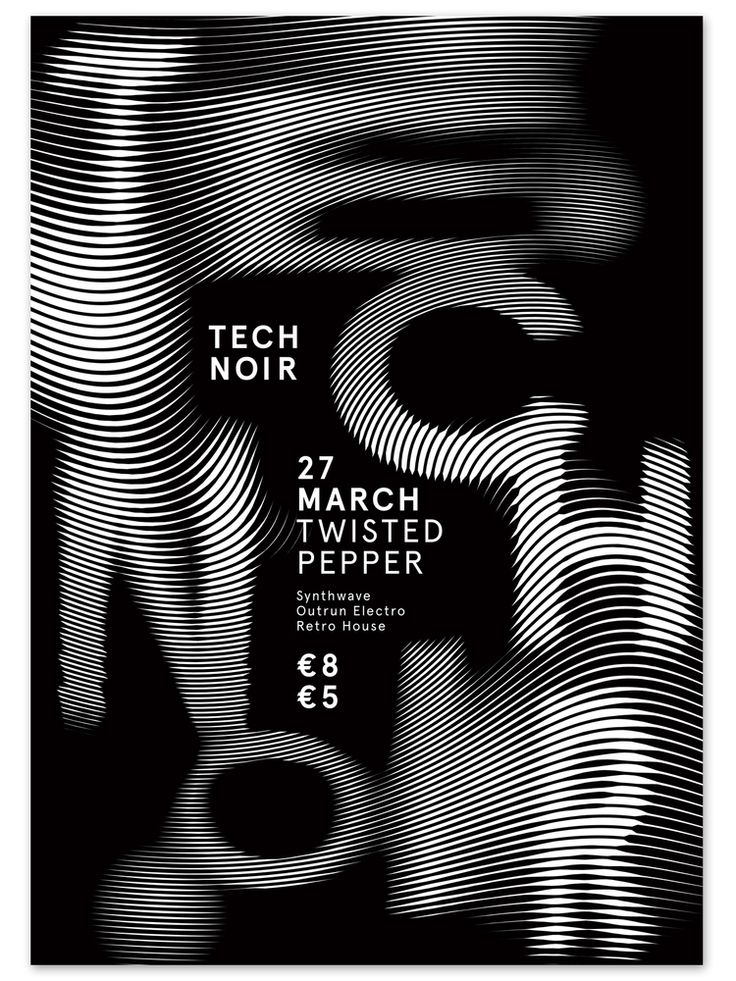 TECH
NOIR
27
MARCH
TWISTED
PEPPER
Synthwave
Outrun Electro
Retro House
€8
€5